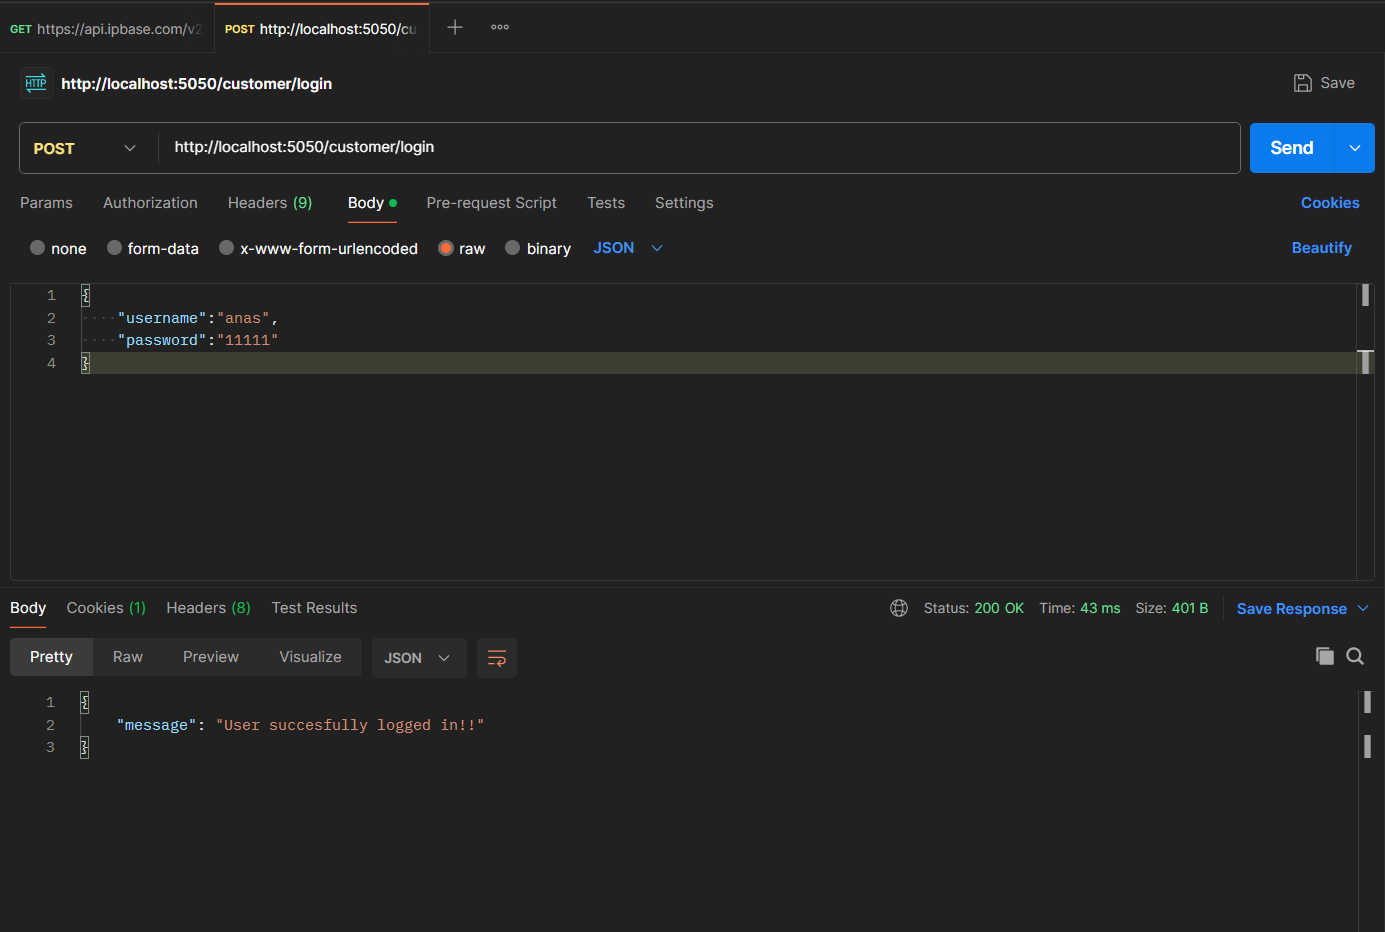 GET https://api.ipbase.com/v2
POST http://localhost:5050/cu
HTTP http://localhost:5050/customer/login
Save
POST http://localhost:5050/customer/login
Send
Params Authorization Headers (9) Body Pre-request Script Tests Settings Cookies
none form-data x-www-form-urlencoded raw binary JSON Beautify
1 {
2 "username":"anas",
3 "password":"11111"
4 }
Body Cookies (1) Headers (8) Test Results Status: 200 OK Time: 43 ms Size: 401 B Save Response
Pretty Raw Preview Visualize JSON
1 {
2 "message": "User succesfully logged in!!"
3 }